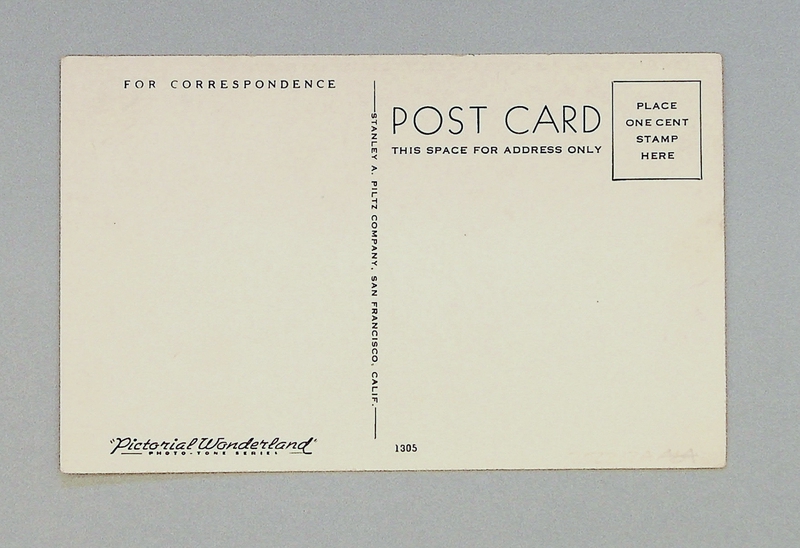 FOR CORRESPONDENCE
STANLEY A. PILTZ COMPANY, SAN FRANCISCO, CALIF.
POST CARD
THIS SPACE FOR ADDRESS ONLY
PLACE
ONE CENT
STAMP
HERE
"Pictorial Wonderland"
PHOTO-TONE SERIES
1305